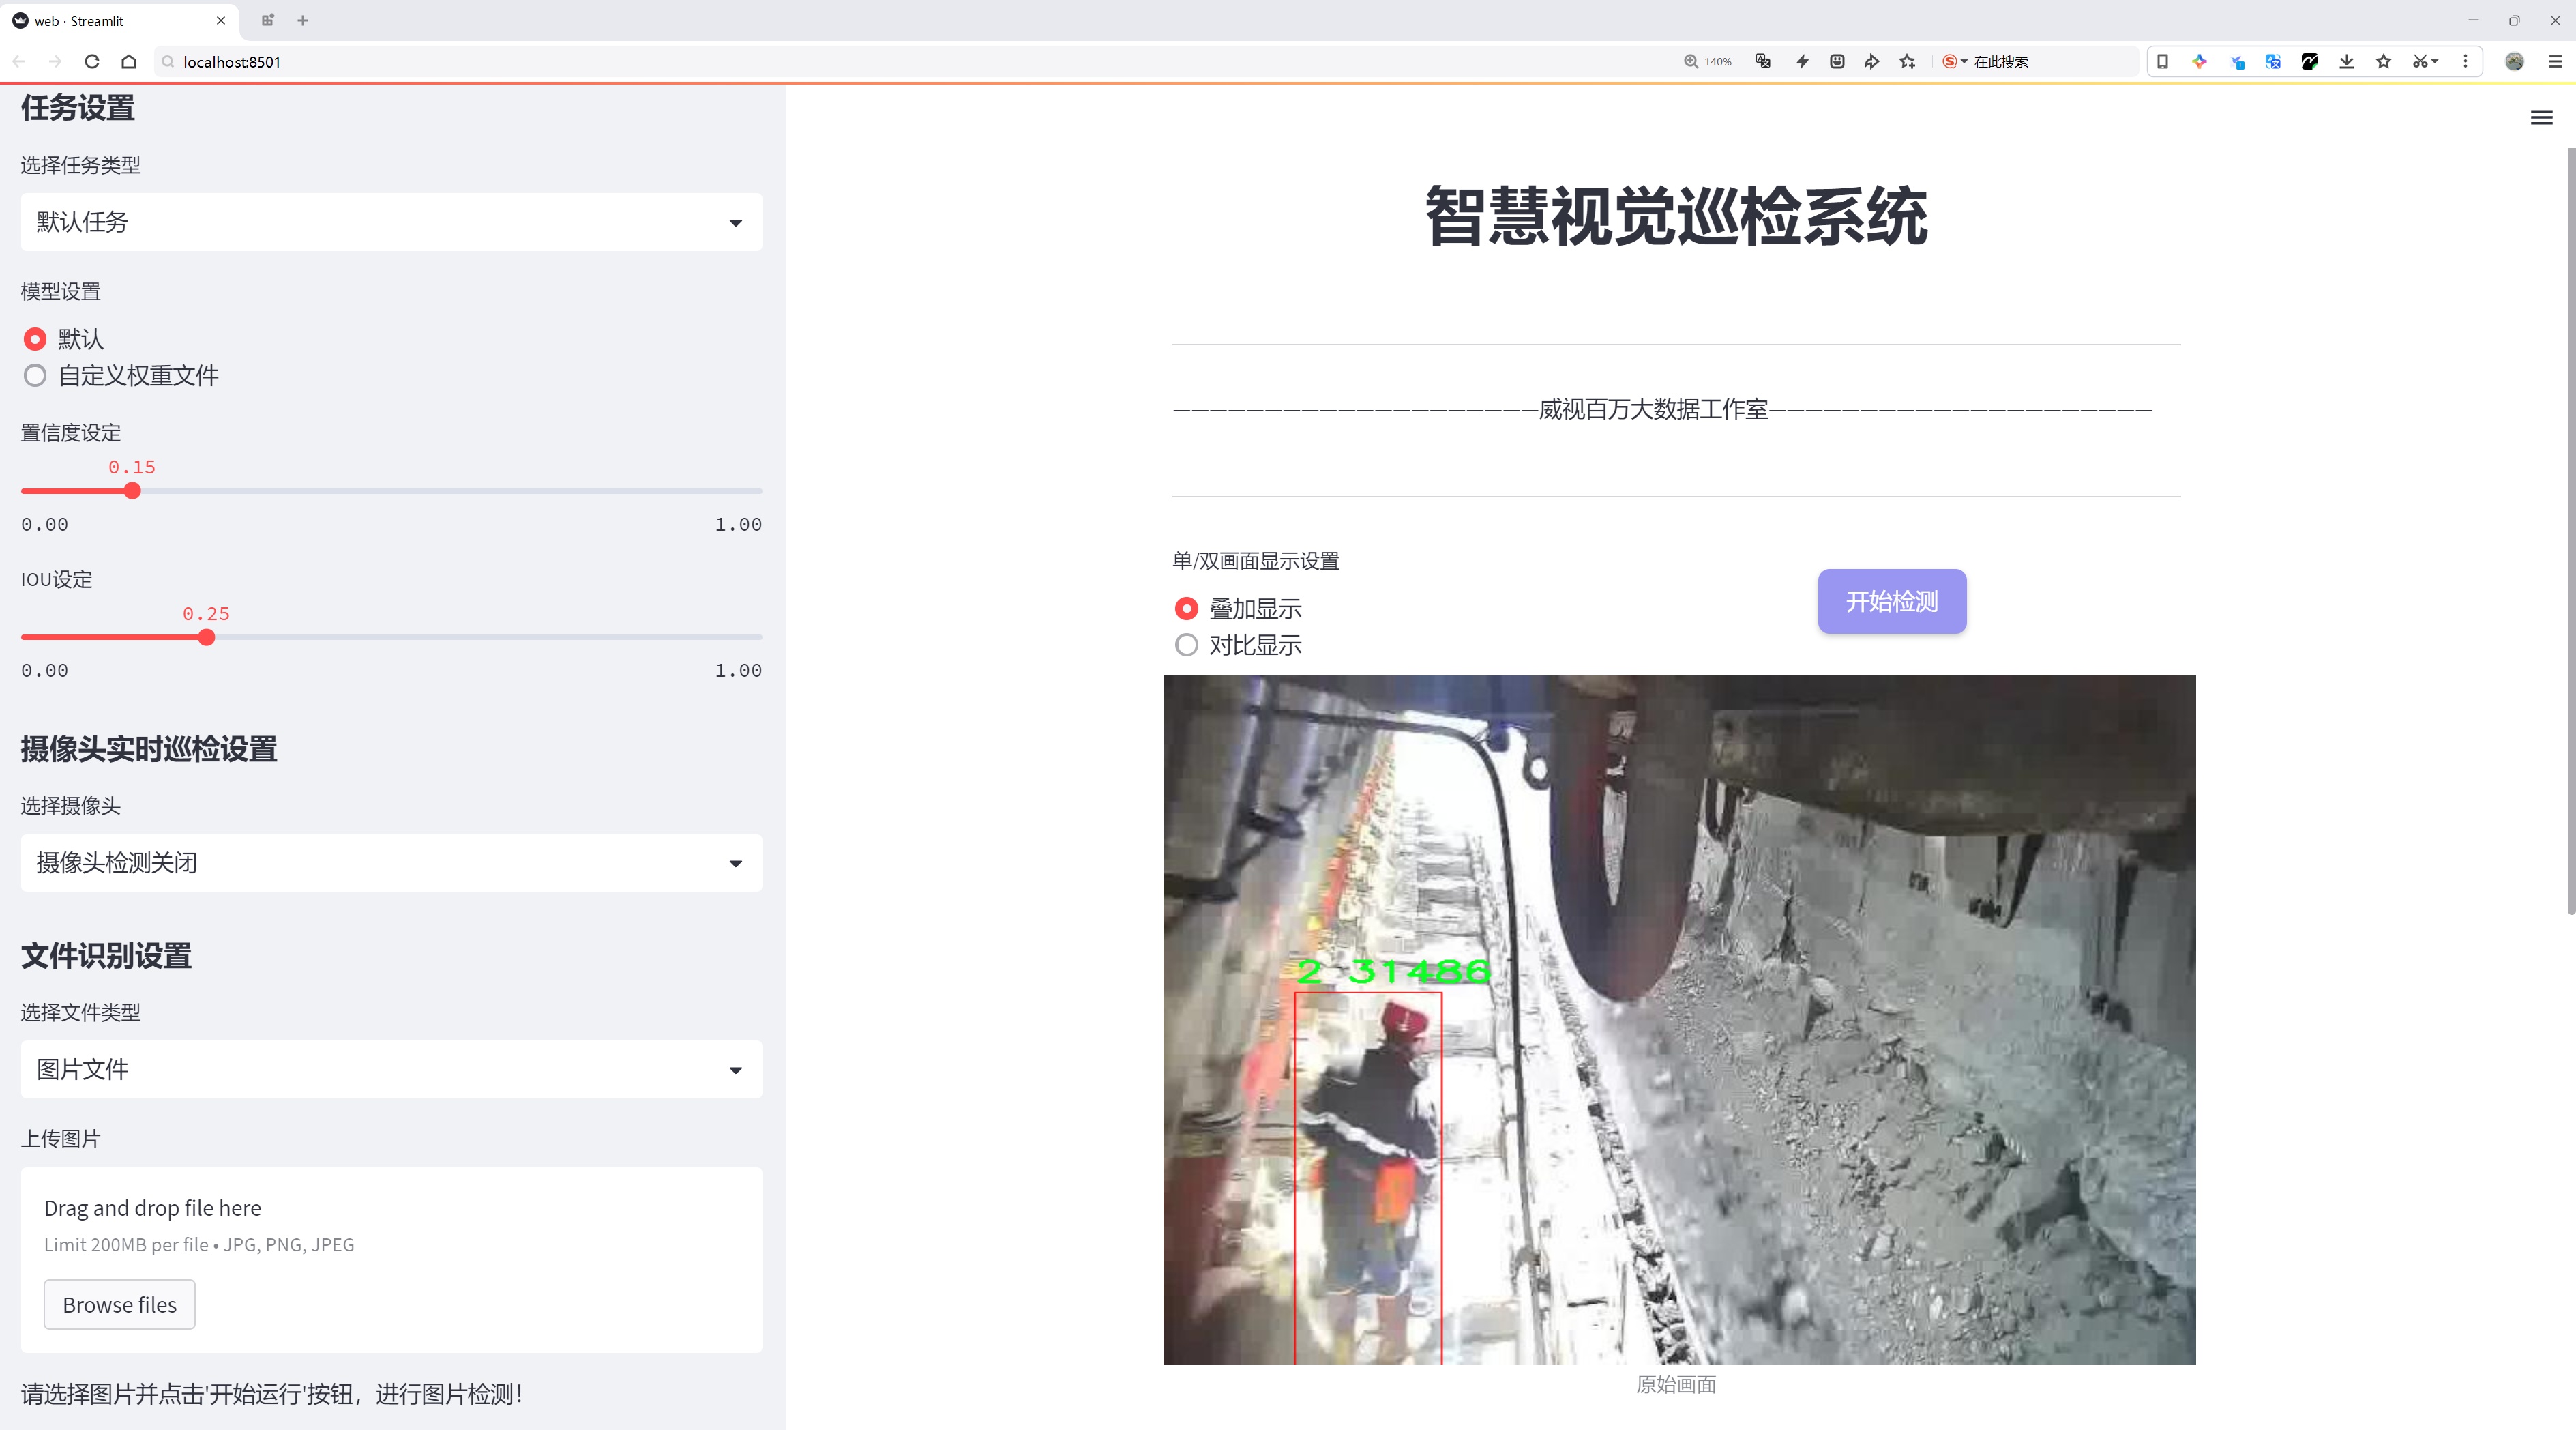 web · Streamlit
localhost:8501
140%
在此搜索
任务设置
选择任务类型
默认任务
模型设置
默认
自定义权重文件
置信度设定
0.15
0.00 1.00
IOU设定
0.25
0.00 1.00
摄像头实时巡检设置
选择摄像头
摄像头检测关闭
文件识别设置
选择文件类型
图片文件
上传图片
Drag and drop file here
Limit 200MB per file • JPG, PNG, JPEG
Browse files
请选择图片并点击'开始运行'按钮，进行图片检测！
智慧视觉巡检系统
—————————————————————威视百万大数据工作室—————————————————————
单/双画面显示设置
叠加显示
对比显示
开始检测
2 31486
原始画面